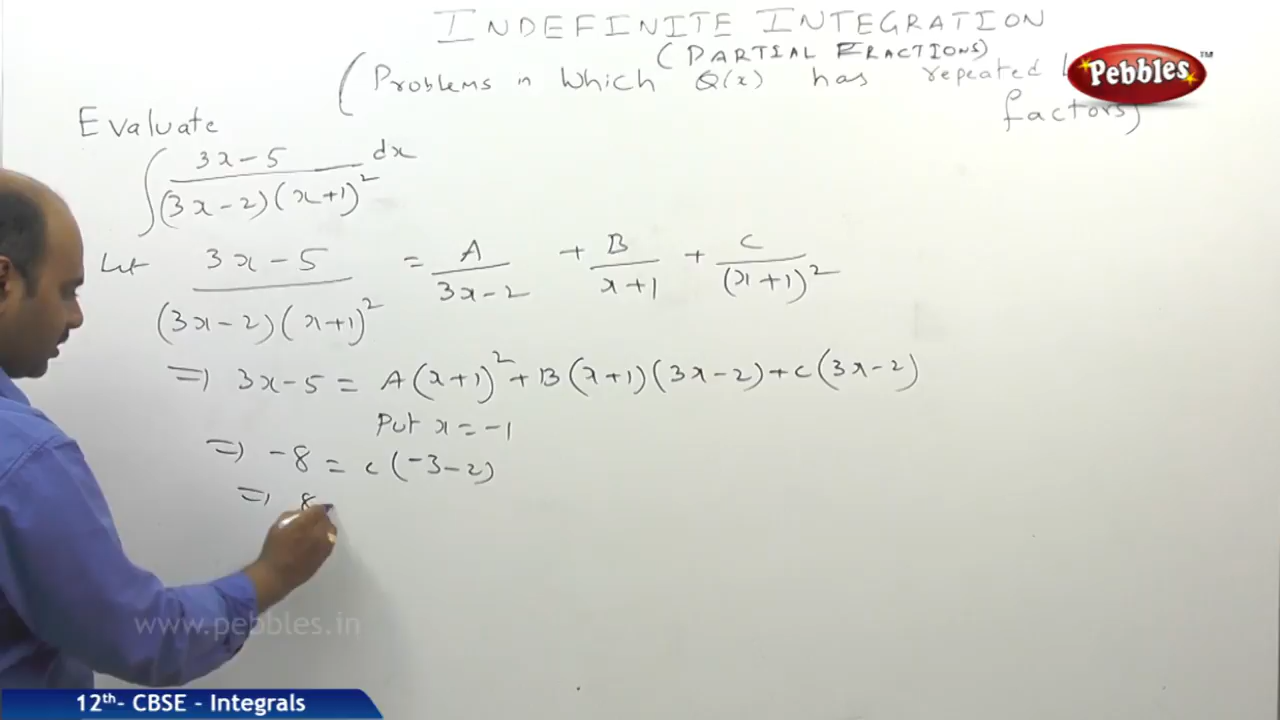 INDEFINITE INTEGRATION
(PARTIAL FRACTIONS)
(Problems in Which Q(x) has repeated
factors)
Pebbles™
Evaluate
∫ (3x-5)/((3x-2)(x+1)²) dx
Let (3x-5)/((3x-2)(x+1)²) = A/(3x-2) + B/(x+1) + C/(x+1)²
⇒ 3x-5 = A(x+1)² + B(x+1)(3x-2) + C(3x-2)
Put x = -1
⇒ -8 = C(-3-2)
⇒ 8
www.pebbles.in
12th- CBSE - Integrals